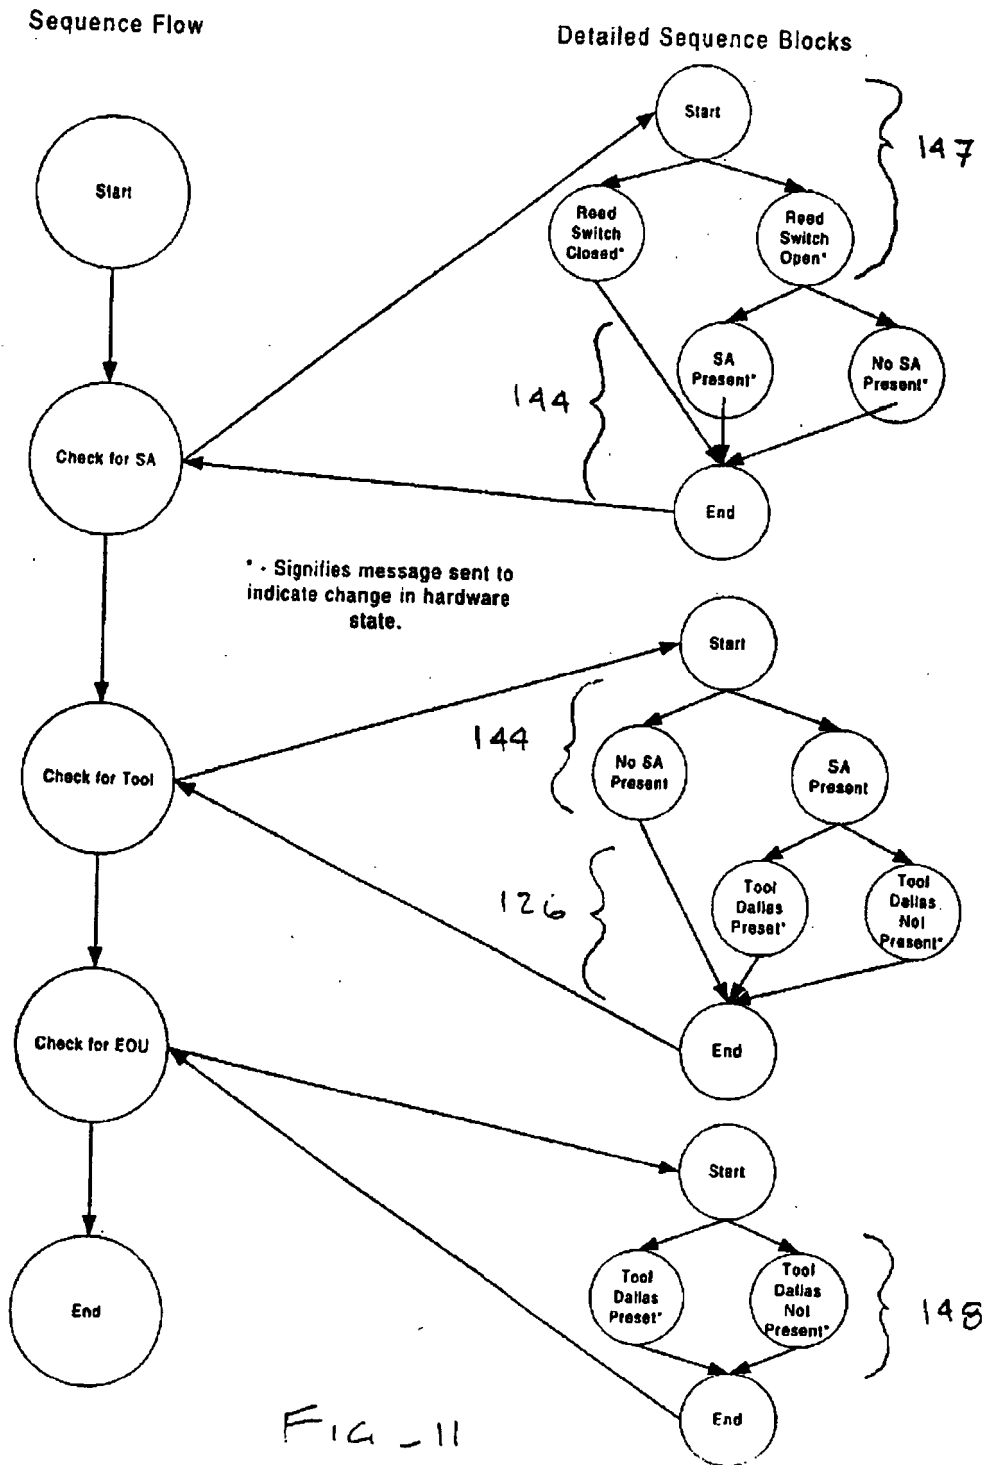 Sequence Flow
Detailed Sequence Blocks
Start
Start
147
Reed
Switch
Closed*
Reed
Switch
Open*
SA
Present*
No SA
Present*
144
Check for SA
End
* - Signifies message sent to
indicate change in hardware
state.
Start
144
No SA
Present
SA
Present
Check for Tool
126
Tool
Dallas
Preset*
Tool
Dallas
Not
Present*
Check for EOU
End
Start
Tool
Dallas
Preset*
Tool
Dallas
Not
Present*
148
End
End
FIG_11